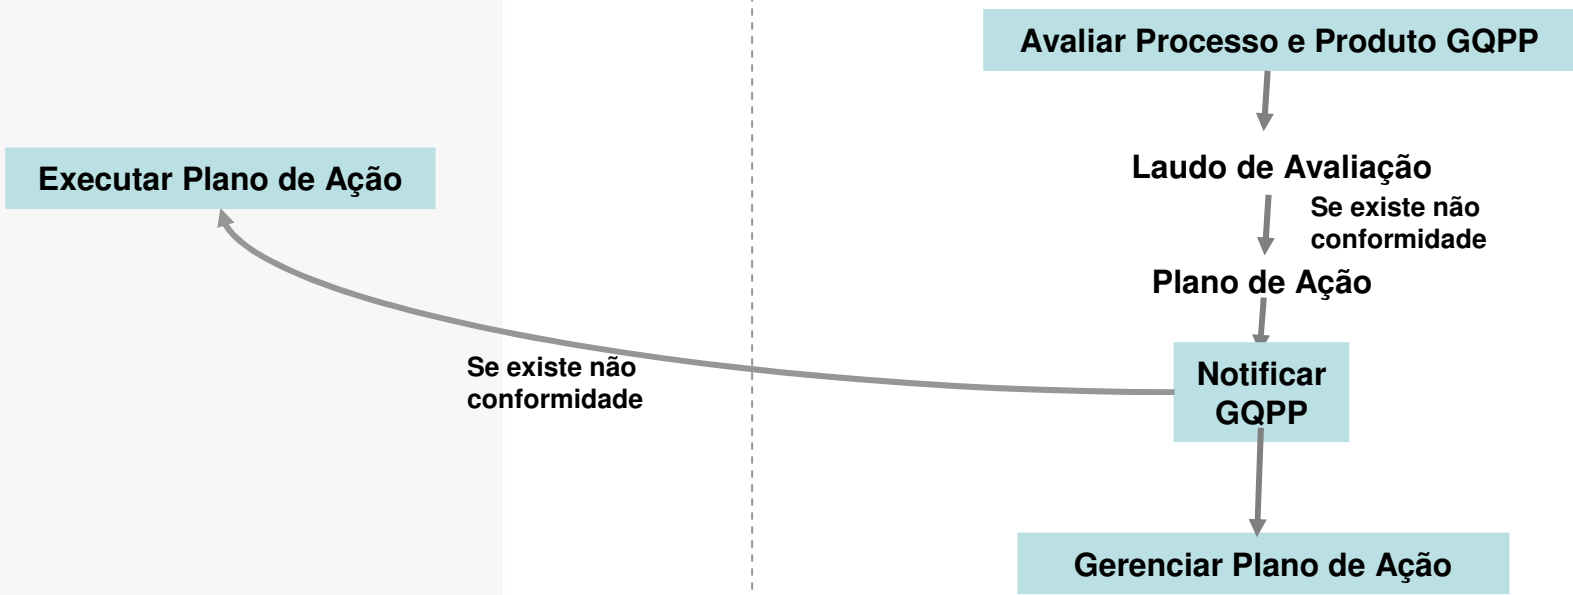 Avaliar Processo e Produto GQPP
Laudo de Avaliação
Executar Plano de Ação
Se existe não
conformidade
Plano de Ação
Se existe não
conformidade
Notificar
GQPP
Gerenciar Plano de Ação